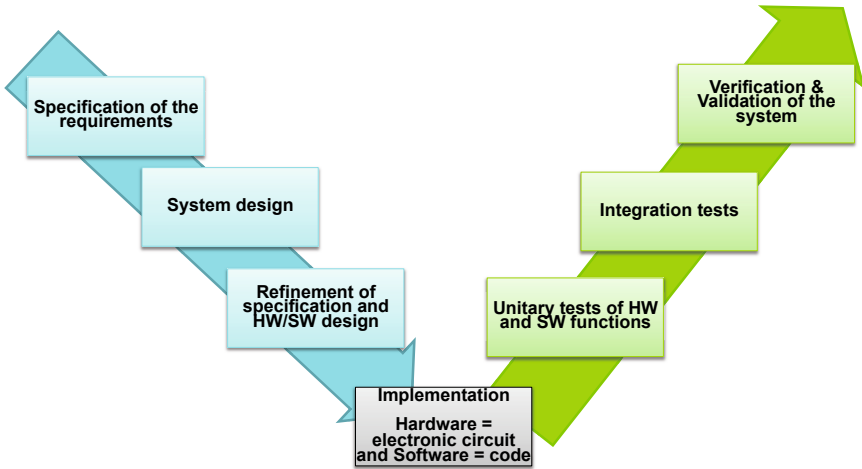 Specification of the
requirements
System design
Refinement of
specification and
HW/SW design
Implementation
Hardware =
electronic circuit
and Software = code
Unitary tests of HW
and SW functions
Integration tests
Verification &
Validation of the
system